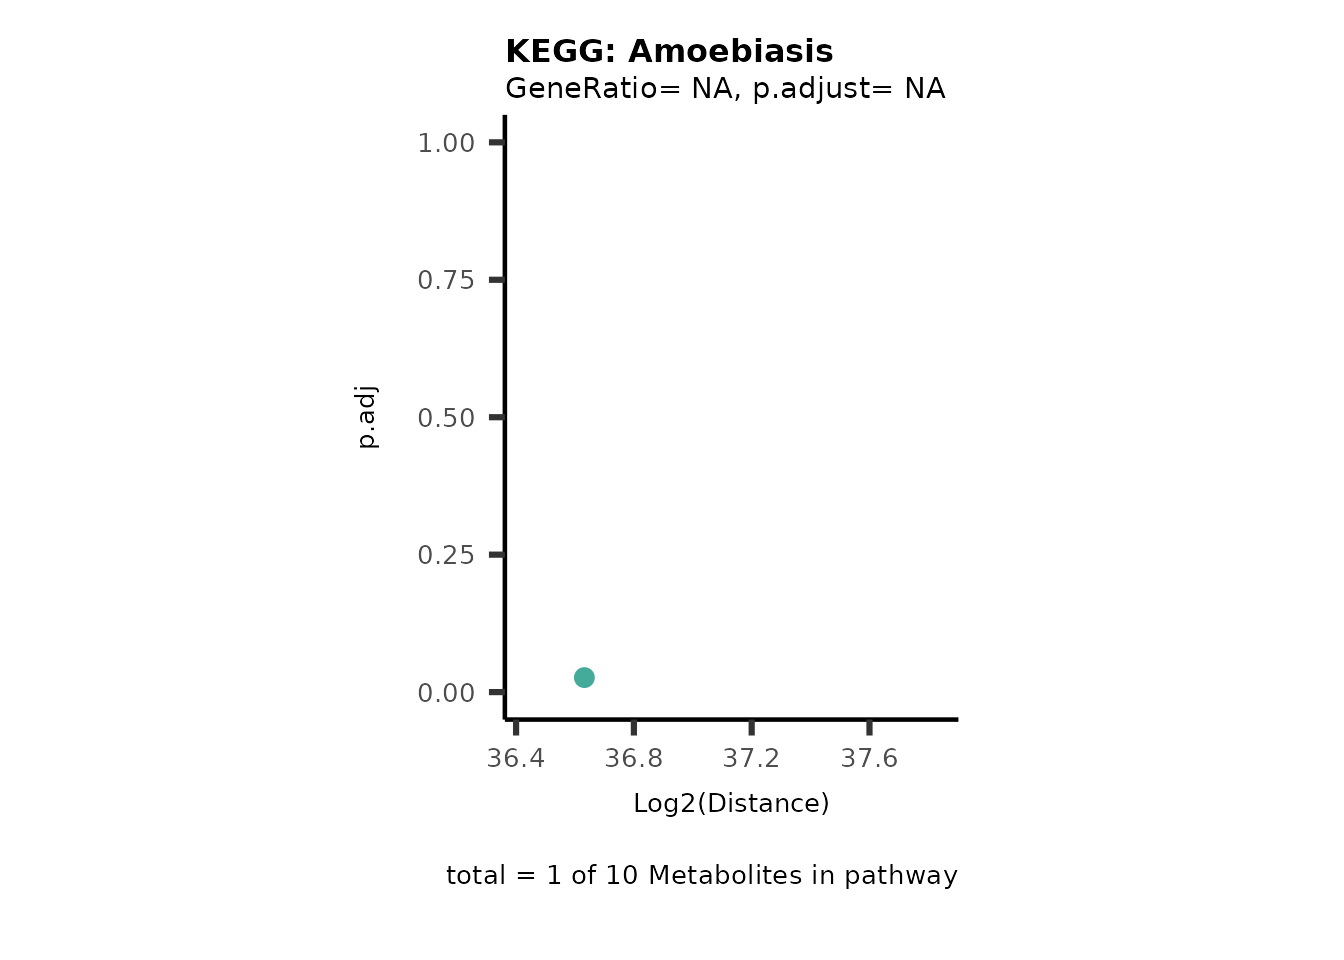 KEGG: Amoebiasis
GeneRatio= NA, p.adjust= NA
1.00
0.75
p.adj
0.50
0.25
0.00
36.4 36.8 37.2 37.6
Log2(Distance)
total = 1 of 10 Metabolites in pathway